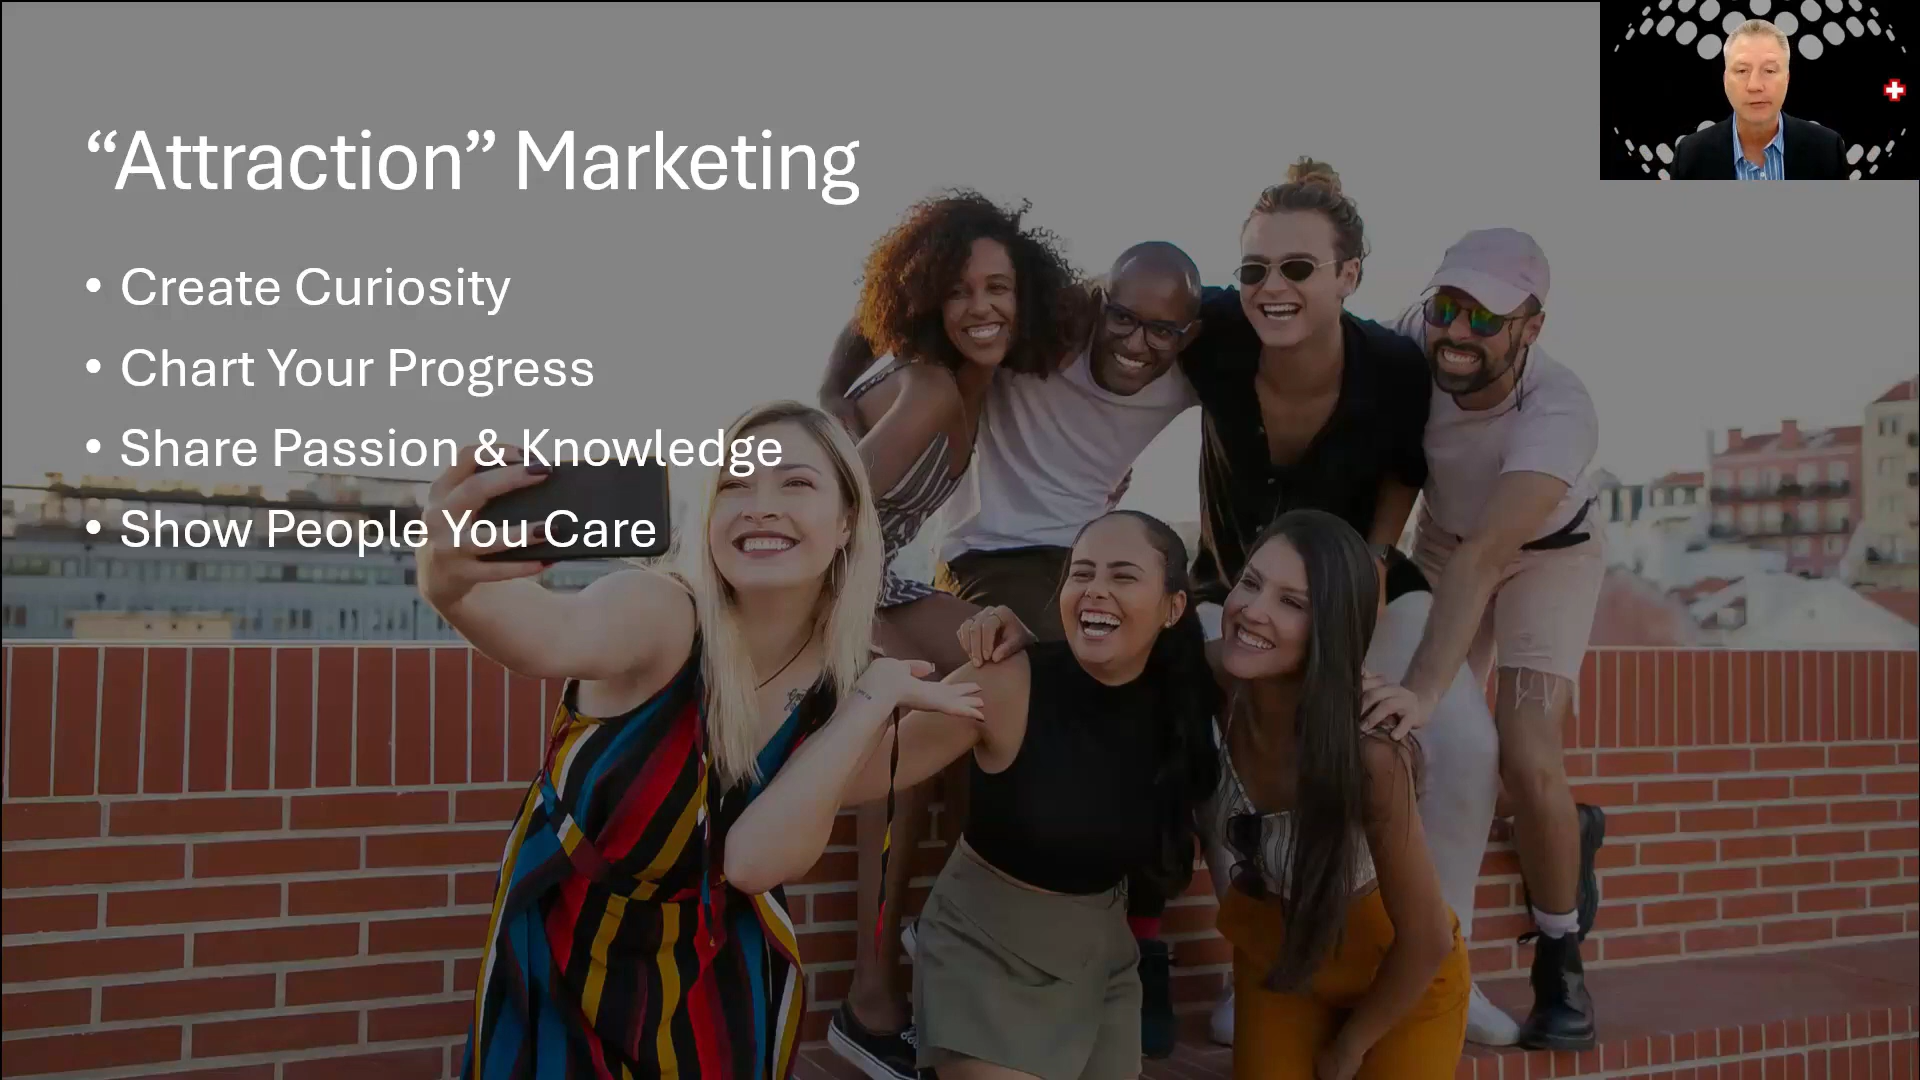 “Attraction” Marketing
• Create Curiosity
• Chart Your Progress
• Share Passion & Knowledge
• Show People You Care